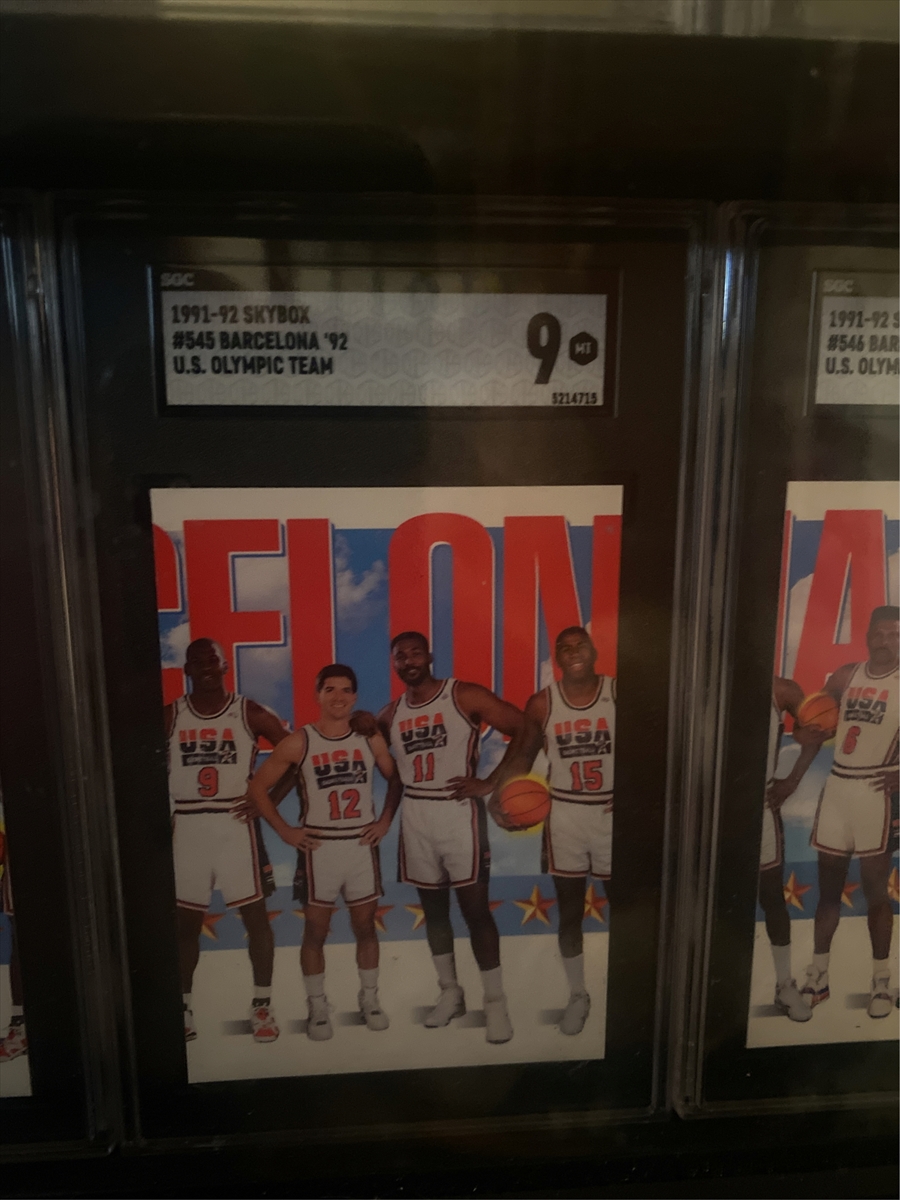 SGC
1991-92 SKYBOX
#545 BARCELONA '92
U.S. OLYMPIC TEAM
9
MT
5214715
CELON
USA
9
USA
12
USA
11
USA
15
SGC
1991-92 S
#546 BAR
U.S. OLYM
A
USA
6